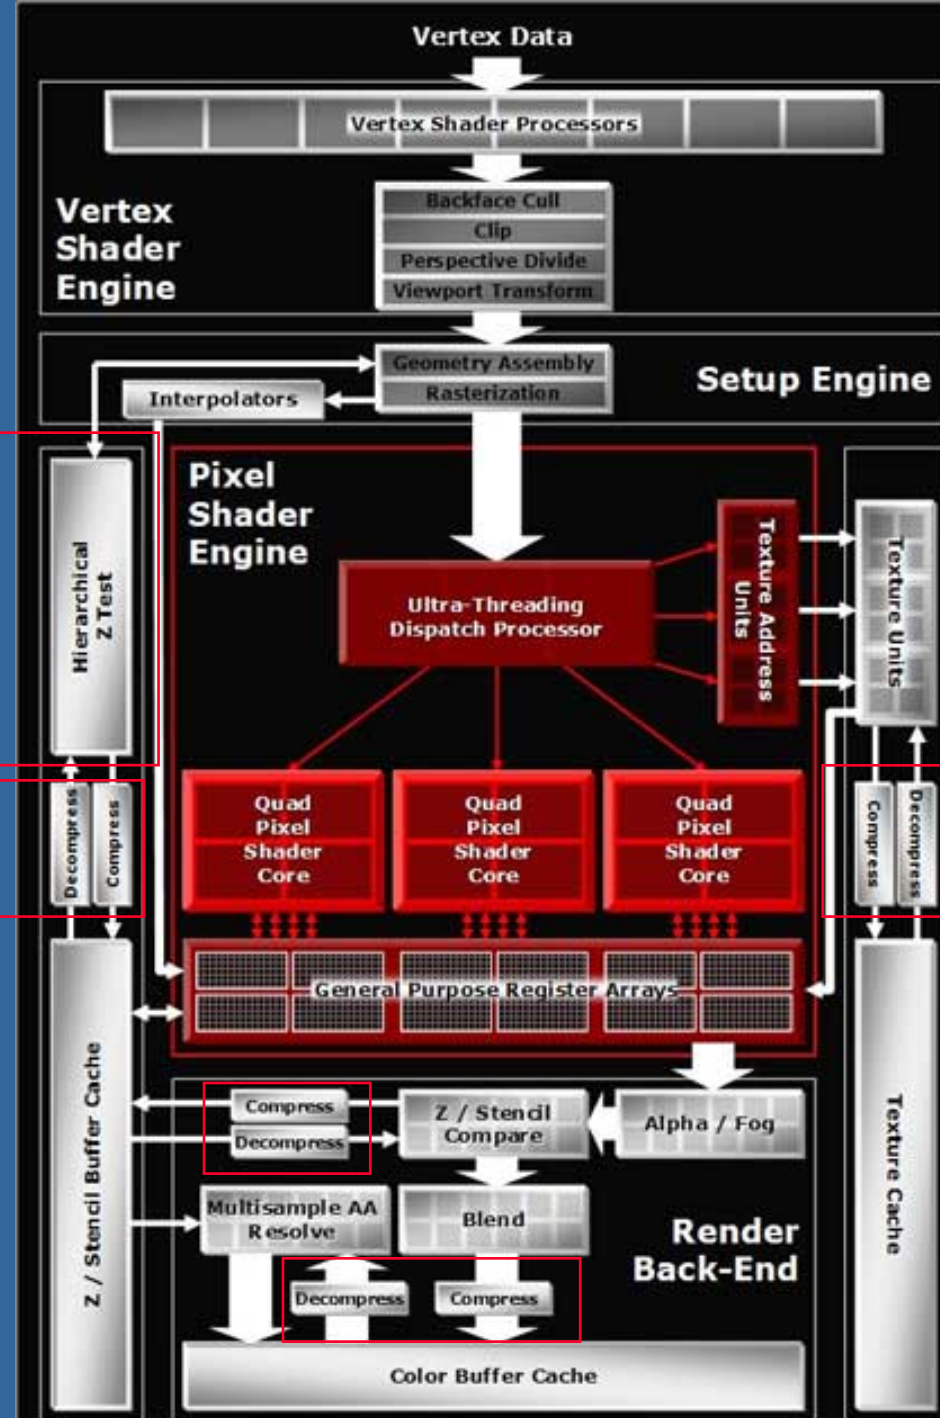 Vertex Data
Vertex Shader Processors
Vertex
Shader
Engine
Backface Cull
Clip
Perspective Divide
Viewport Transform
Geometry Assembly
Rasterization
Setup Engine
Interpolators
Hierarchical
Z Test
Pixel
Shader
Engine
Ultra-Threading
Dispatch Processor
Texture Address
Units
Texture Units
Decompress
Compress
Quad
Pixel
Shader
Core
Quad
Pixel
Shader
Core
Quad
Pixel
Shader
Core
Compress
Decompress
General Purpose Register Arrays
Z / Stencil Buffer Cache
Compress
Decompress
Z / Stencil
Compare
Alpha / Fog
Texture Cache
Multisample AA
Resolve
Blend
Render
Back-End
Decompress
Compress
Color Buffer Cache